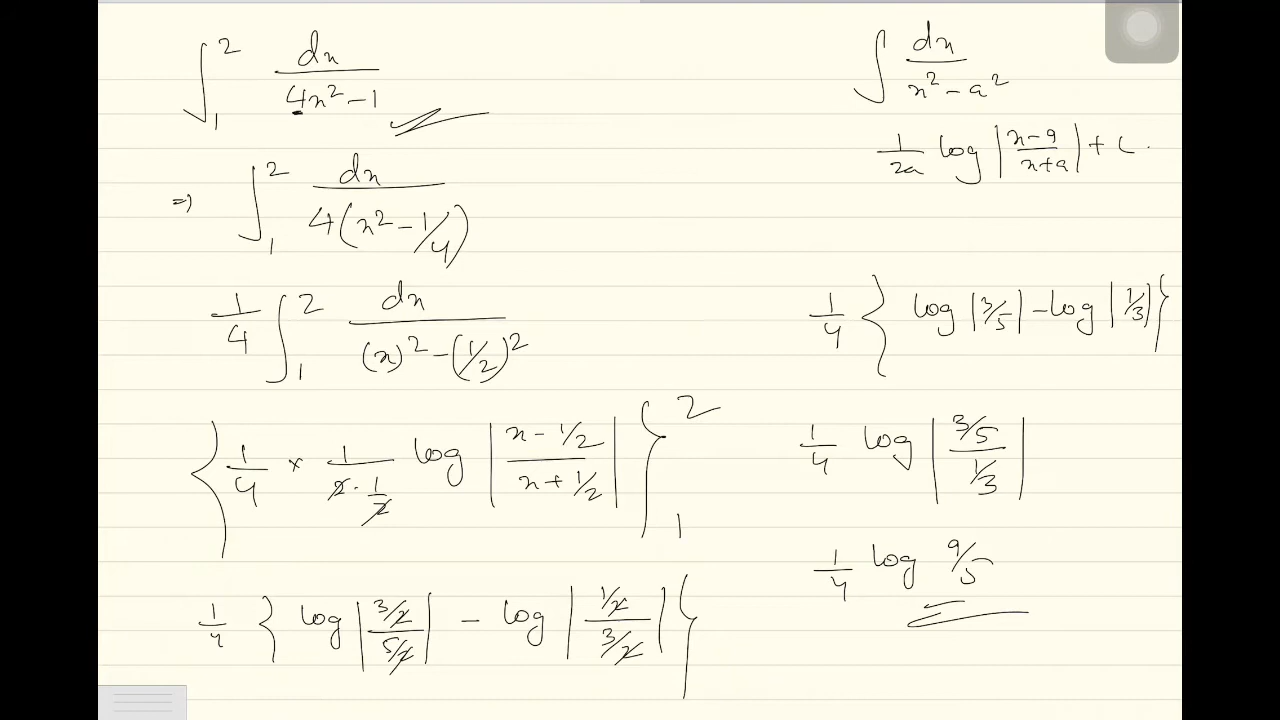 ∫₁² dx / (4x² − 1)
⇒ ∫₁² dx / (4(x² − 1/4))
1/4 ∫₁² dx / ((x)² − (1/2)²)
{ 1/4 × 1/(2 · 1/2) log | (x − 1/2) / (x + 1/2) | }₁²
1/4 { log | (3/2) / (5/2) | − log | (1/2) / (3/2) | }
∫ dx / (x² − a²)
1/2a log | (x − a) / (x + a) | + C.
1/4 { log |3/5| − log |1/3| }
1/4 log | (3/5) / (1/3) |
1/4 log 9/5